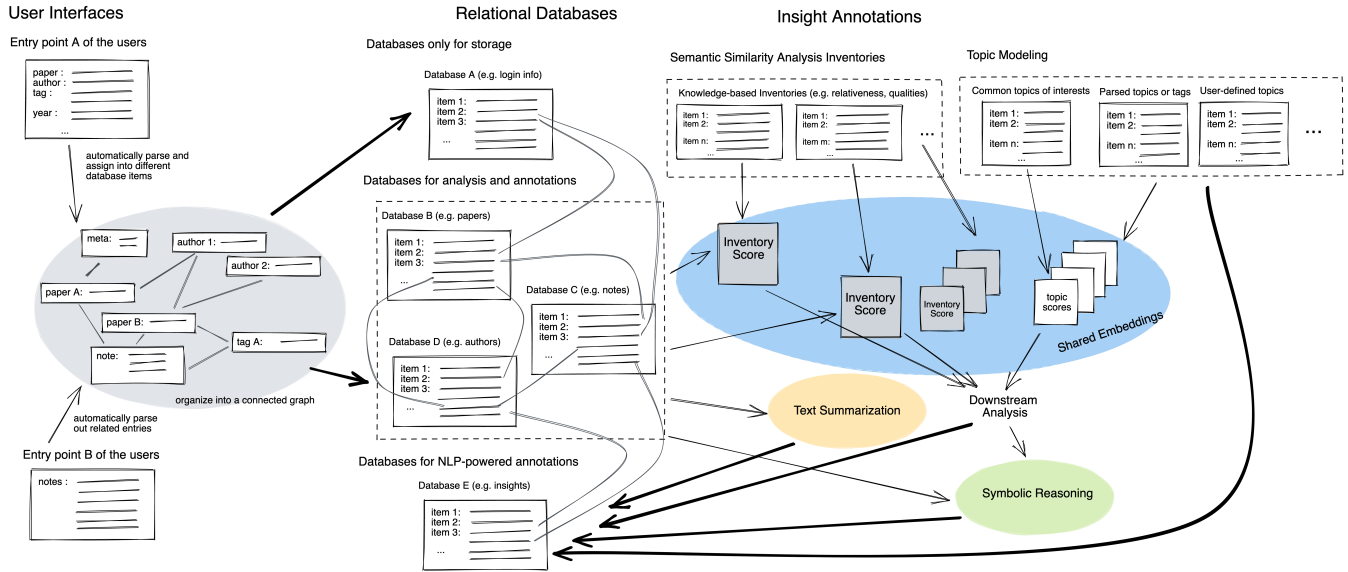 User Interfaces
Entry point A of the users
paper :
author :
tag :
year :
...
automatically parse and
assign into different
database items
meta:
author 1:
author 2:
paper A:
paper B:
tag A:
note:
organize into a connected graph
automatically parse
out related entries
Entry point B of the users
notes :
Relational Databases
Databases only for storage
Database A (e.g. login info)
item 1:
item 2:
item 3:
...
Databases for analysis and annotations
Database B (e.g. papers)
item 1:
item 2:
item 3:
...
Database C (e.g. notes)
item 1:
item 2:
item 3:
...
Database D (e.g. authors)
item 1:
item 2:
item 3:
...
Databases for NLP-powered annotations
Database E (e.g. insights)
item 1:
item 2:
item 3:
...
Insight Annotations
Semantic Similarity Analysis Inventories
Knowledge-based Inventories (e.g. relativeness, qualities)
item 1:
item 2:
item n:
...
item 1:
item 2:
item m:
...
...
Topic Modeling
Common topics of interests
item 1:
item 2:
item n:
...
Parsed topics or tags
item 1:
item 2:
item n:
...
User-defined topics
item 1:
item 2:
item n:
...
...
Inventory
Score
Inventory
Score
Inventory
Score
topic
scores
Shared Embeddings
Text Summarization
Downstream
Analysis
Symbolic Reasoning